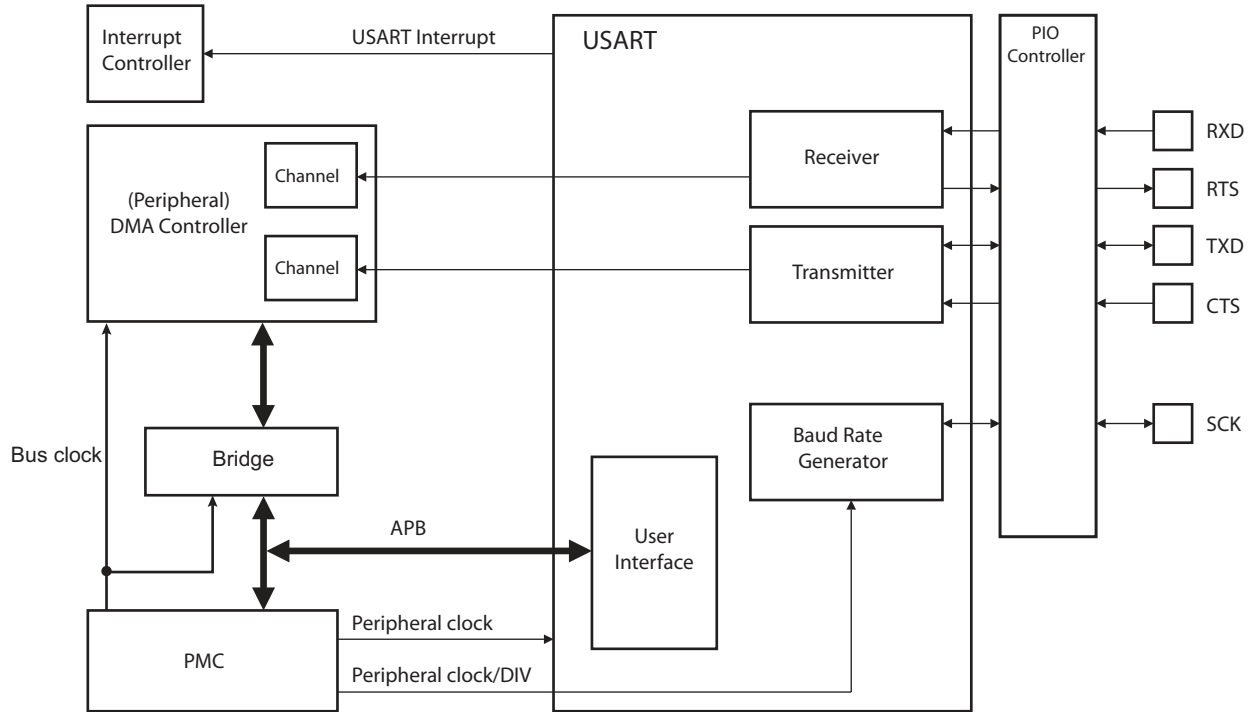 Interrupt
Controller
USART Interrupt
USART
PIO
Controller
(Peripheral)
DMA Controller
Channel
Channel
Receiver
Transmitter
RXD
RTS
TXD
CTS
SCK
Baud Rate
Generator
Bus clock
Bridge
APB
User
Interface
PMC
Peripheral clock
Peripheral clock/DIV